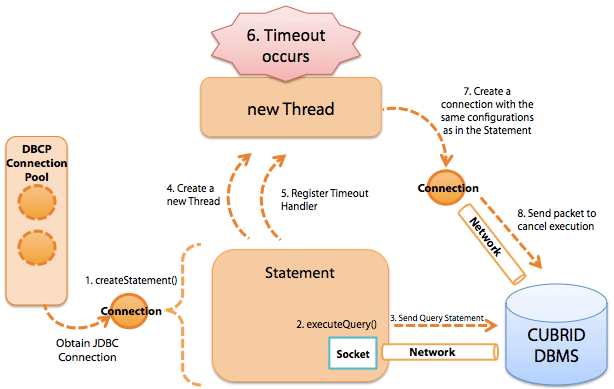 6. Timeout
occurs
new Thread
7. Create a
connection with the
same configurations
as in the Statement
DBCP
Connection
Pool
4. Create a
new Thread
5. Register Timeout
Handler
Connection
8. Send packet to
cancel execution
Network
1. createStatement()
Statement
Connection
2. executeQuery()
3. Send Query Statement
Obtain JDBC
Connection
Socket
Network
CUBRID
DBMS